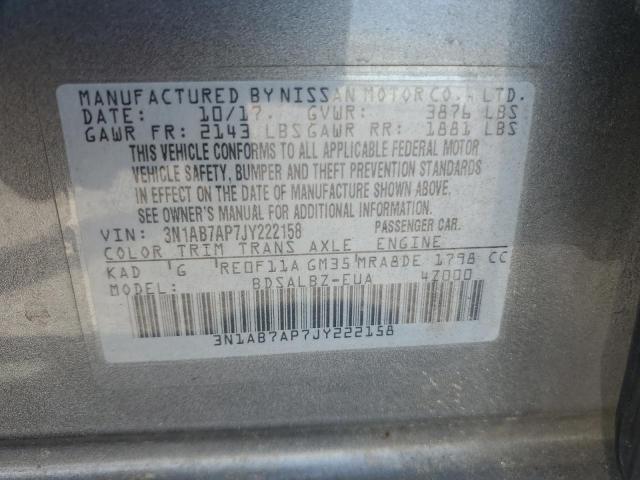 MANUFACTURED BY NISSAN MOTOR CO., LTD.
DATE: 10/17 GVWR: 3876 LBS
GAWR FR: 2143 LBS GAWR RR: 1881 LBS
THIS VEHICLE CONFORMS TO ALL APPLICABLE FEDERAL MOTOR
VEHICLE SAFETY, BUMPER AND THEFT PREVENTION STANDARDS
IN EFFECT ON THE DATE OF MANUFACTURE SHOWN ABOVE.
SEE OWNER'S MANUAL FOR ADDITIONAL INFORMATION.
VIN: 3N1AB7AP7JY222158 PASSENGER CAR.
COLOR TRIM TRANS AXLE ENGINE
KAD G RE0F11A GM35 MRA8DE 1798 CC
MODEL: BDSALBZ-EUA 4Z000
3N1AB7AP7JY222158